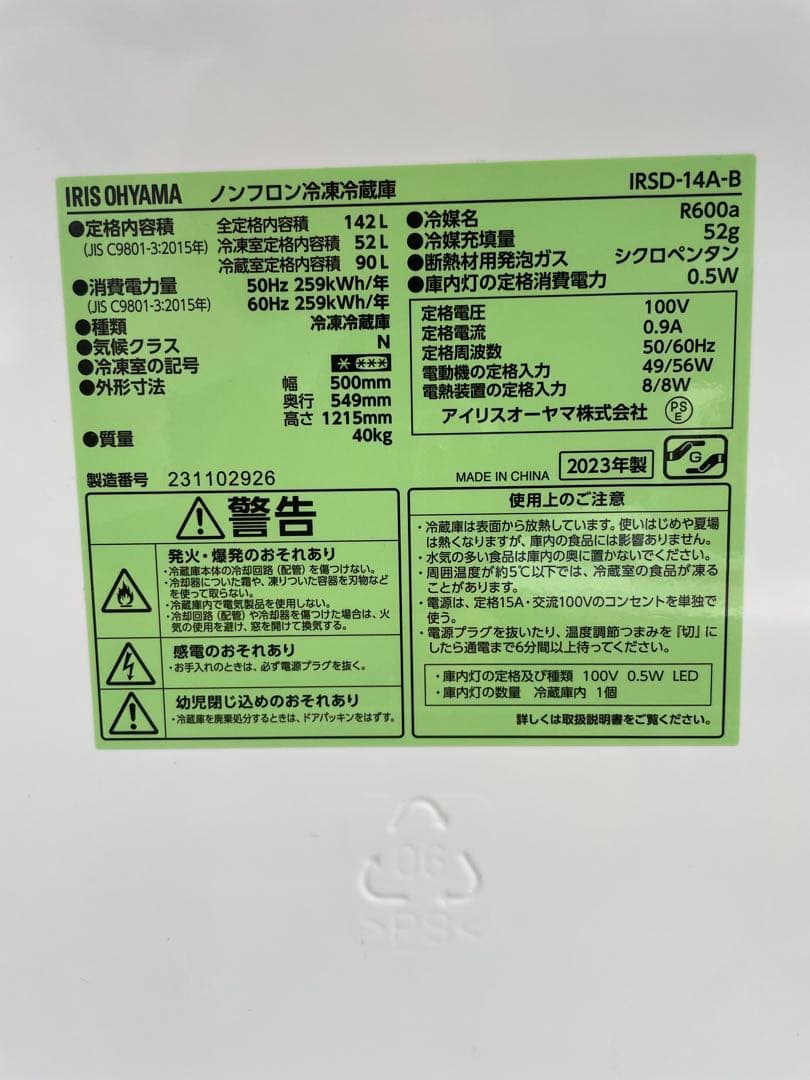 IRIS OHYAMA ノンフロン冷凍冷蔵庫 IRSD-14A-B
●定格内容積 全定格内容積 142L
(JIS C9801-3:2015年) 冷凍室定格内容積 52L
冷蔵室定格内容積 90L
●消費電力量 50Hz 259kWh/年
(JIS C9801-3:2015年) 60Hz 259kWh/年
●種類 冷凍冷蔵庫
●気候クラス N
●冷凍室の記号 * ***
●外形寸法 幅 500mm
奥行 549mm
高さ 1215mm
●質量 40kg
製造番号 231102926
●冷媒名 R600a
●冷媒充填量 52g
●断熱材用発泡ガス シクロペンタン
●庫内灯の定格消費電力 0.5W
定格電圧 100V
定格電流 0.9A
定格周波数 50/60Hz
電動機の定格入力 49/56W
電熱装置の定格入力 8/8W
アイリスオーヤマ株式会社 PSE
MADE IN CHINA 2023年製 G
警告
発火・爆発のおそれあり
・冷蔵庫本体の冷却回路(配管)を傷つけない。
・冷却器についた霜や、凍りついた容器を刃物など
を使って取らない。
・冷蔵庫内で電気製品を使用しない。
・冷却回路(配管)や冷却器を傷つけた場合は、火
気の使用を避け、窓を開けて換気する。
感電のおそれあり
・お手入れのときは、必ず電源プラグを抜く。
幼児閉じ込めのおそれあり
・冷蔵庫を廃棄処分するときは、ドアパッキンをはずす。
使用上のご注意
・冷蔵庫は表面から放熱しています。使いはじめや夏場
は熱くなりますが、庫内の食品には影響ありません。
・水気の多い食品は庫内の奥に置かないでください。
・周囲温度が約5℃以下では、冷蔵室の食品が凍る
ことがあります。
・電源は、定格15A・交流100Vのコンセントを単独で
使う。
・電源プラグを抜いたり、温度調節つまみを『切』に
したら通電まで6分間以上待ってください。
・庫内灯の定格及び種類 100V 0.5W LED
・庫内灯の数量 冷蔵庫内 1個
詳しくは取扱説明書をご覧ください。
06
>PS<